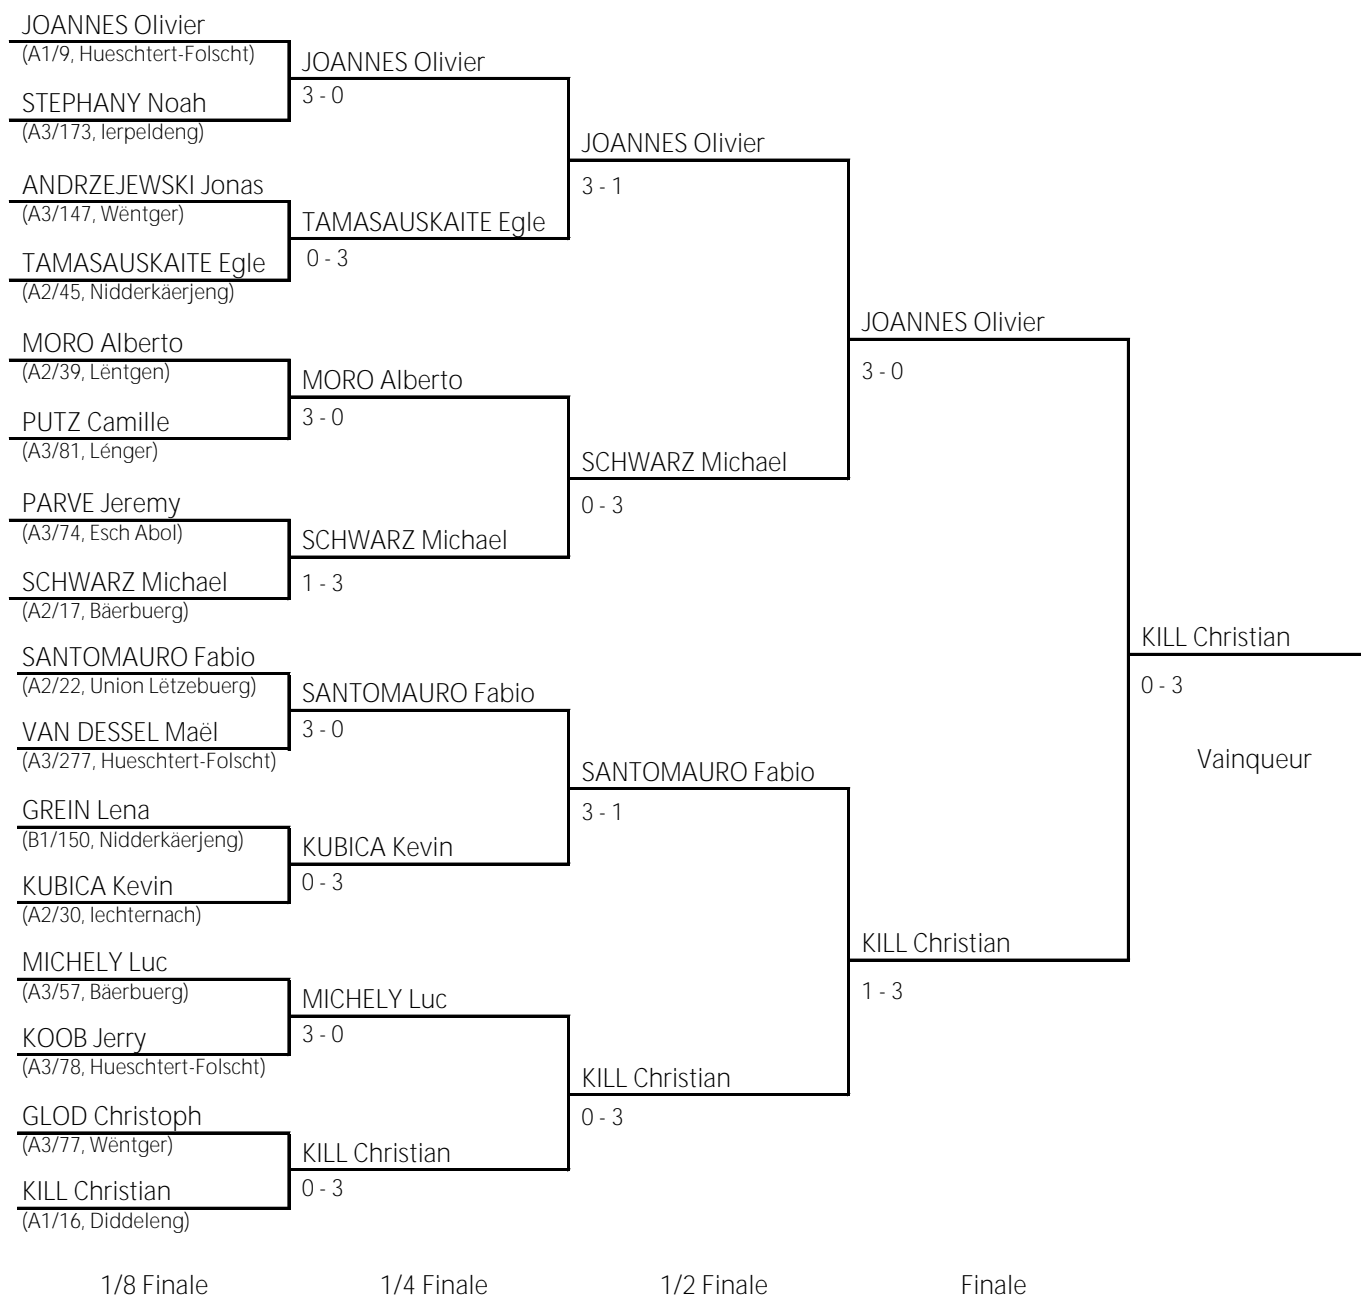 JOANNES Olivier
(A1/9, Hueschtert-Folscht)
STEPHANY Noah
(A3/173, Ierpeldeng)
ANDRZEJEWSKI Jonas
(A3/147, Wëntger)
TAMASAUSKAITE Egle
(A2/45, Nidderkäerjeng)
MORO Alberto
(A2/39, Lëntgen)
PUTZ Camille
(A3/81, Lénger)
PARVE Jeremy
(A3/74, Esch Abol)
SCHWARZ Michael
(A2/17, Bäerbuerg)
SANTOMAURO Fabio
(A2/22, Union Lëtzebuerg)
VAN DESSEL Maël
(A3/277, Hueschtert-Folscht)
GREIN Lena
(B1/150, Nidderkäerjeng)
KUBICA Kevin
(A2/30, Iechternach)
MICHELY Luc
(A3/57, Bäerbuerg)
KOOB Jerry
(A3/78, Hueschtert-Folscht)
GLOD Christoph
(A3/77, Wëntger)
KILL Christian
(A1/16, Diddeleng)
1/8 Finale
JOANNES Olivier
3 - 0
TAMASAUSKAITE Egle
0 - 3
MORO Alberto
3 - 0
SCHWARZ Michael
1 - 3
SANTOMAURO Fabio
3 - 0
KUBICA Kevin
0 - 3
MICHELY Luc
3 - 0
KILL Christian
0 - 3
1/4 Finale
JOANNES Olivier
3 - 1
SCHWARZ Michael
0 - 3
SANTOMAURO Fabio
3 - 1
KILL Christian
0 - 3
1/2 Finale
JOANNES Olivier
3 - 0
KILL Christian
1 - 3
Finale
KILL Christian
0 - 3
Vainqueur